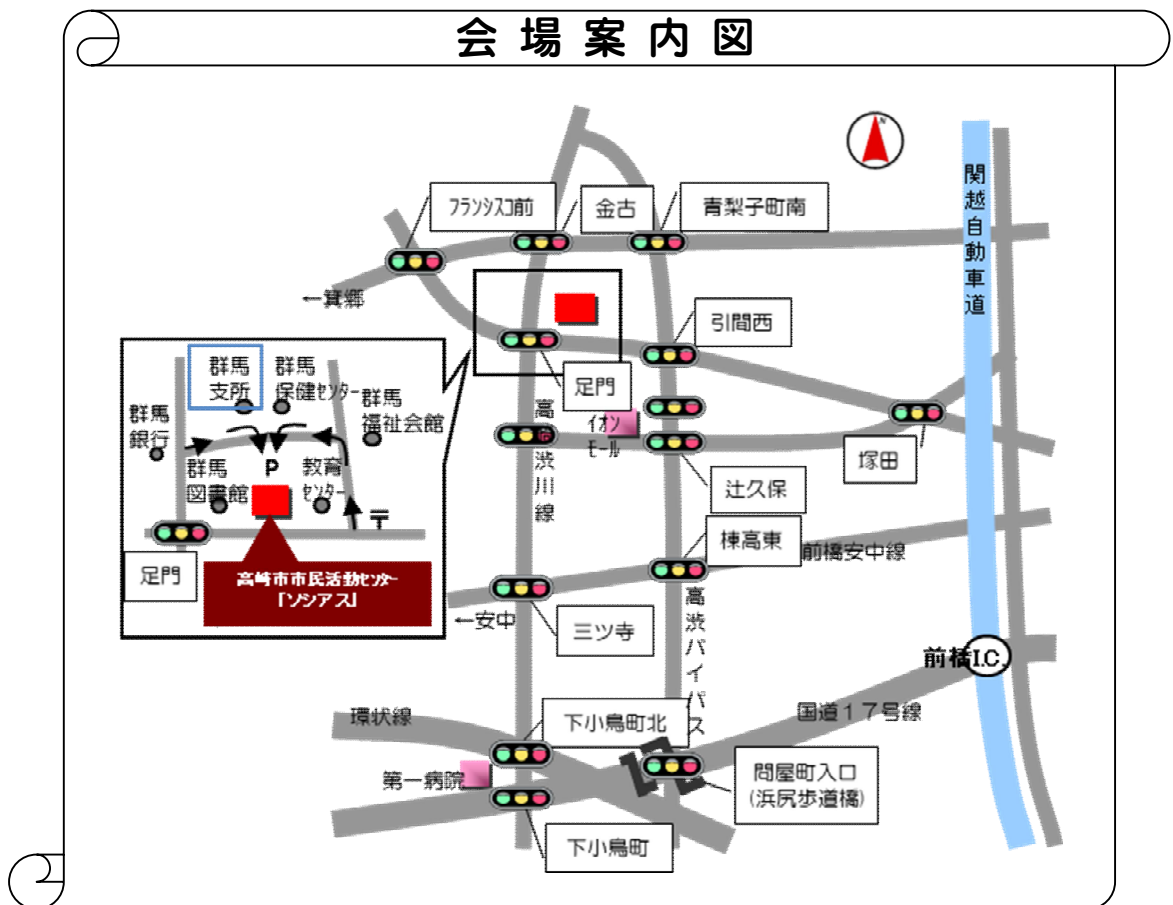 会場案内図
N
フランシスコ前
金古
青梨子町南
関越自動車道
←箕郷
引間西
足門
高渋川線
イオン
モール
塚田
辻久保
棟高東
前橋安中線
←安中
三ツ寺
高渋バイパス
前橋I.C.
環状線
下小鳥町北
国道17号線
第一病院
問屋町入口
(浜尻歩道橋)
下小鳥町
群馬
支所
群馬
保健センター
群馬
福祉会館
群馬
銀行
群馬
図書館
P
教育
センター
〒
足門
高崎市市民活動センター
「ソシアス」